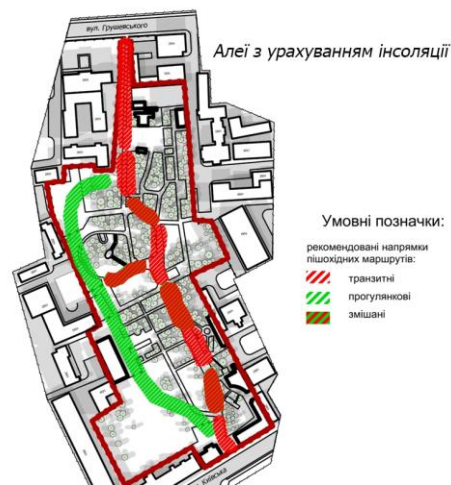 вул. Грушевського
Алеї з урахуванням інсоляції
Умовні позначки:
рекомендовані напрямки
пішохідних маршрутів:
транзитні
прогулянкові
змішані
Київська